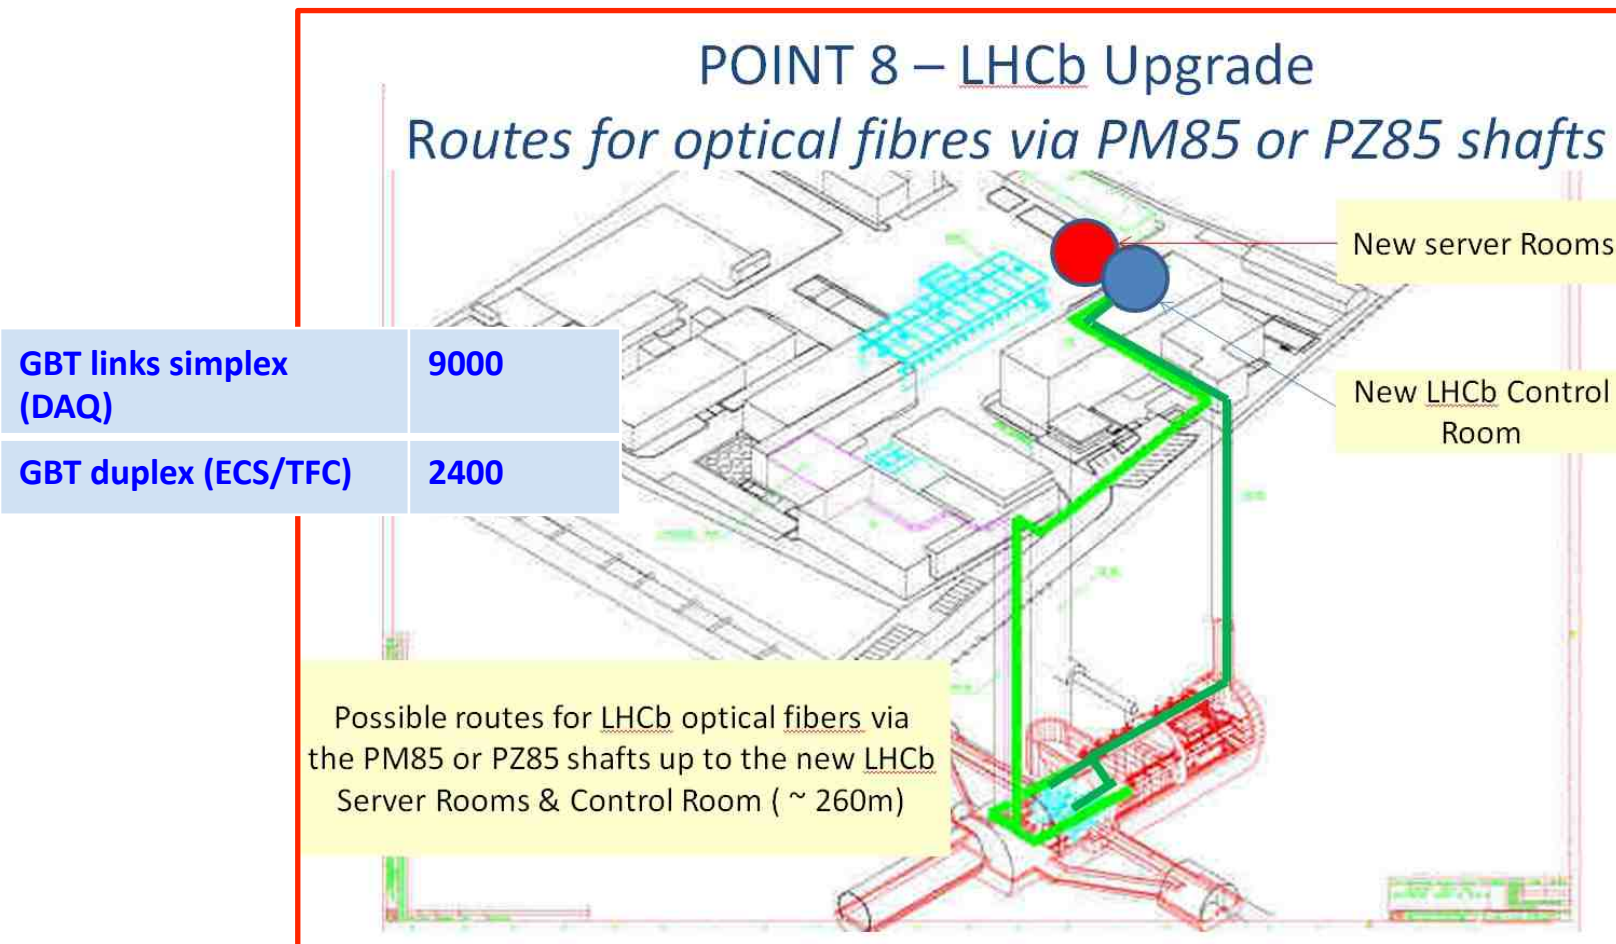 POINT 8 – LHCb Upgrade
Routes for optical fibres via PM85 or PZ85 shafts
New server Rooms
GBT links simplex
(DAQ)
9000
New LHCb Control
Room
GBT duplex (ECS/TFC)
2400
Possible routes for LHCb optical fibers via
the PM85 or PZ85 shafts up to the new LHCb
Server Rooms & Control Room ( ~ 260m)